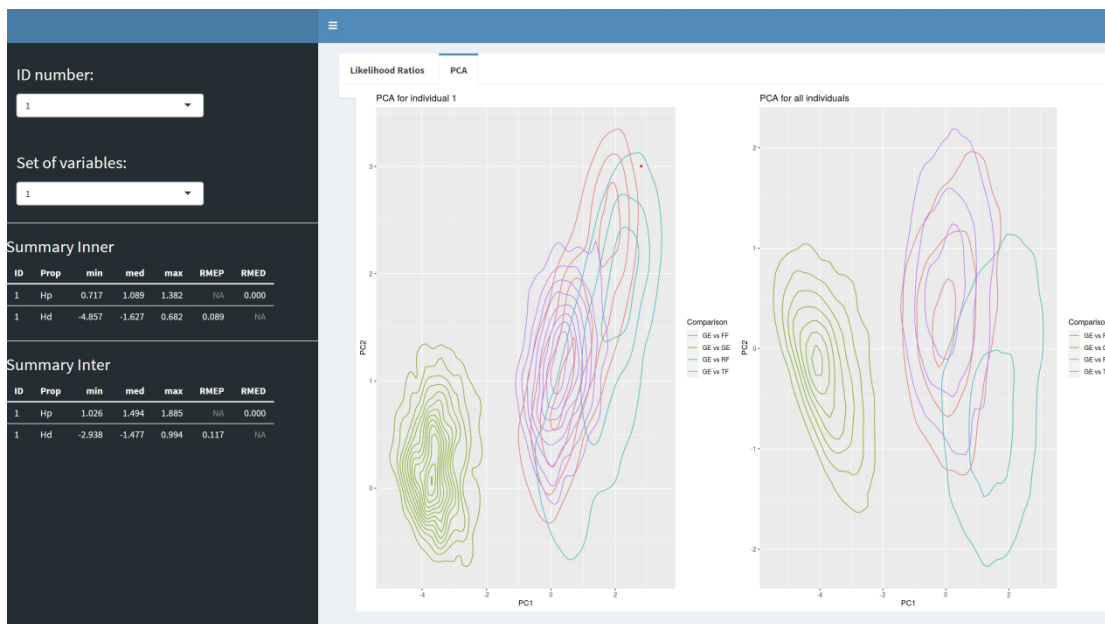 ID number:
1
Set of variables:
1
Summary Inner
ID Prop min med max RMEP RMED
1 Hp 0.717 1.089 1.382 NA 0.000
1 Hd -4.857 -1.627 0.682 0.089 NA
Summary Inter
ID Prop min med max RMEP RMED
1 Hp 1.026 1.494 1.885 NA 0.000
1 Hd -2.938 -1.477 0.994 0.117 NA
Likelihood Ratios PCA
PCA for individual 1
3
2
1
0
PC2
-4 -2 0 2
PC1
Comparison
GE vs FF
GE vs GE
GE vs RF
GE vs TF
PCA for all individuals
2
1
0
-1
-2
PC2
-4 -2 0 2
PC1
Compariso
GE vs F
GE vs
GE vs
GE vs T